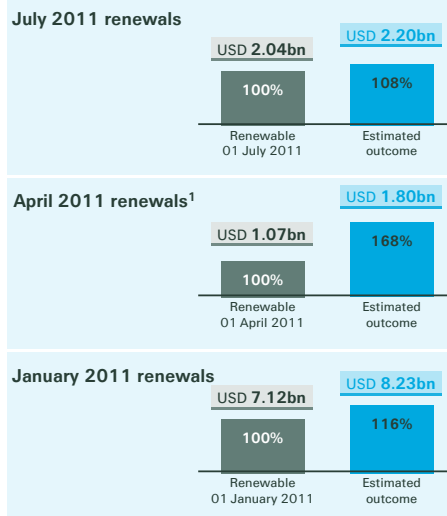 July 2011 renewals
USD 2.04bn
USD 2.20bn
100%
108%
Renewable
01 July 2011
Estimated
outcome
April 2011 renewals1
USD 1.07bn
USD 1.80bn
100%
168%
Renewable
01 April 2011
Estimated
outcome
January 2011 renewals
USD 7.12bn
USD 8.23bn
100%
116%
Renewable
01 January 2011
Estimated
outcome